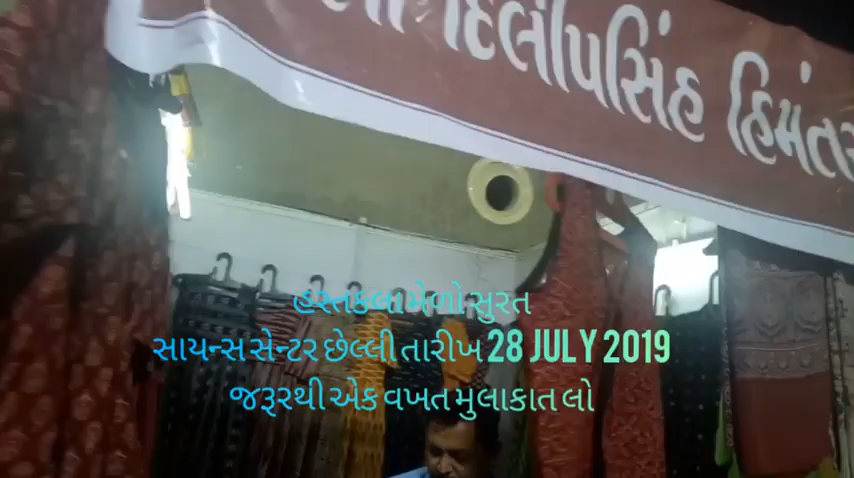 દિલીપસિંહ
હસ્તકલા મેળો સુરત
સાયન્સ સેન્ટર છેલ્લી તારીખ 28 JULY 2019
જરૂરથી એક વખત મુલાકાત લો